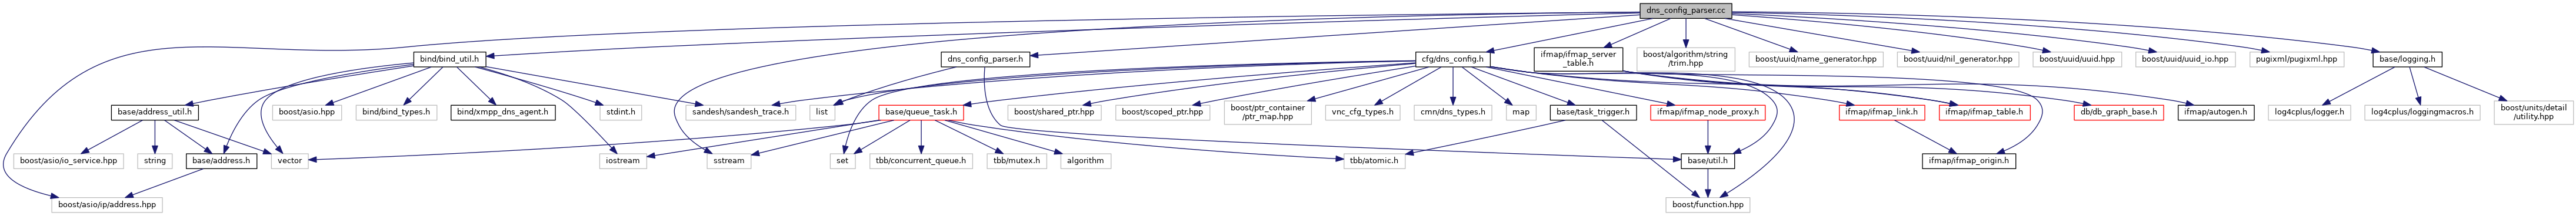 dns_config_parser.cc
bind/bind_util.h
dns_config_parser.h
cfg/dns_config.h
ifmap/ifmap_server
_table.h
boost/algorithm/string
/trim.hpp
boost/uuid/name_generator.hpp
boost/uuid/nil_generator.hpp
boost/uuid/uuid.hpp
boost/uuid/uuid_io.hpp
pugixml/pugixml.hpp
base/logging.h
base/address_util.h
boost/asio.hpp
bind/bind_types.h
bind/xmpp_dns_agent.h
stdint.h
sandesh/sandesh_trace.h
list
base/queue_task.h
boost/shared_ptr.hpp
boost/scoped_ptr.hpp
boost/ptr_container
/ptr_map.hpp
vnc_cfg_types.h
cmn/dns_types.h
map
base/task_trigger.h
ifmap/ifmap_node_proxy.h
ifmap/ifmap_link.h
ifmap/ifmap_table.h
db/db_graph_base.h
ifmap/autogen.h
log4cplus/logger.h
log4cplus/loggingmacros.h
boost/units/detail
/utility.hpp
boost/asio/io_service.hpp
string
base/address.h
vector
iostream
sstream
set
tbb/concurrent_queue.h
tbb/mutex.h
algorithm
tbb/atomic.h
base/util.h
ifmap/ifmap_origin.h
boost/asio/ip/address.hpp
boost/function.hpp